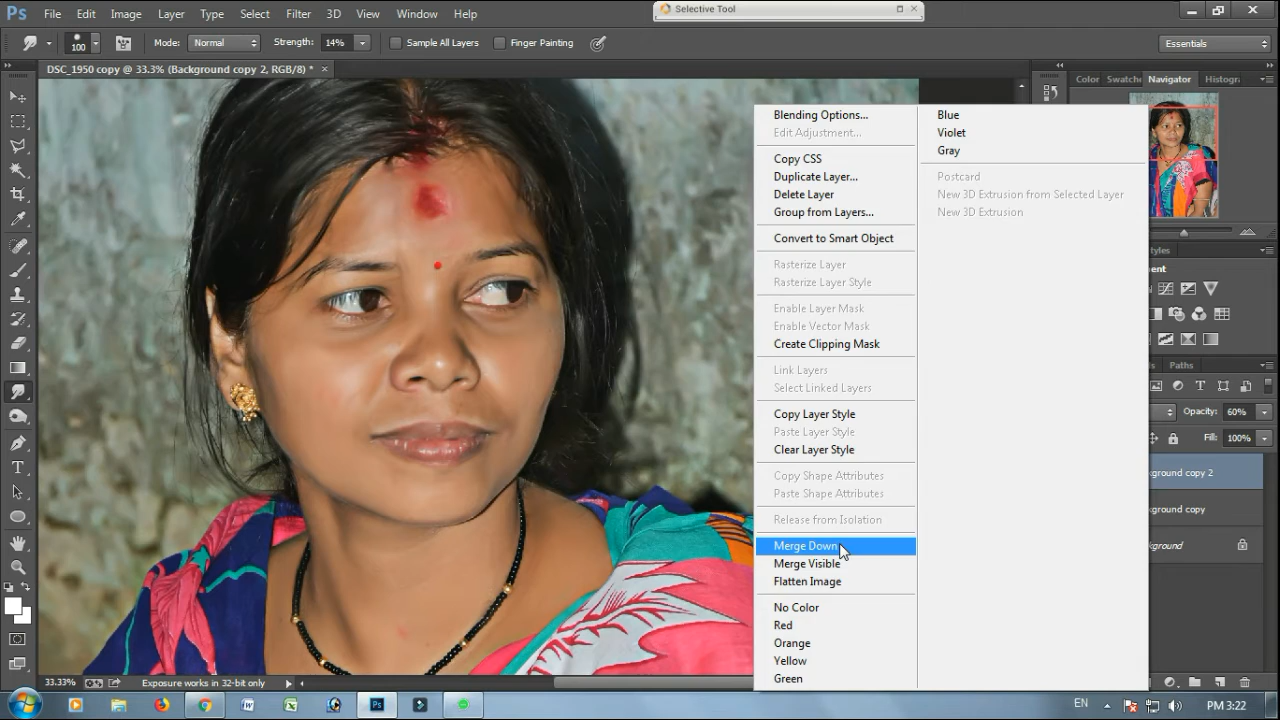 Ps File Edit Image Layer Type Select Filter 3D View Window Help
Selective Tool
100 Mode: Normal Strength: 14% Sample All Layers Finger Painting Essentials
DSC_1950 copy @ 33.3% (Background copy 2, RGB/8) * ×
Color Swatche Navigator Histogra
Blending Options...
Edit Adjustment...
Copy CSS
Duplicate Layer...
Delete Layer
Group from Layers...
Convert to Smart Object
Rasterize Layer
Rasterize Layer Style
Enable Layer Mask
Enable Vector Mask
Create Clipping Mask
Link Layers
Select Linked Layers
Copy Layer Style
Paste Layer Style
Clear Layer Style
Copy Shape Attributes
Paste Shape Attributes
Release from Isolation
Merge Down
Merge Visible
Flatten Image
No Color
Red
Orange
Yellow
Green
Blue
Violet
Gray
Postcard
New 3D Extrusion from Selected Layer
New 3D Extrusion
tyles
ment
Paths
Opacity: 60%
Fill: 100%
ground copy 2
ground copy
ground
T
33.33% Exposure works in 32-bit only
EN PM 3:22